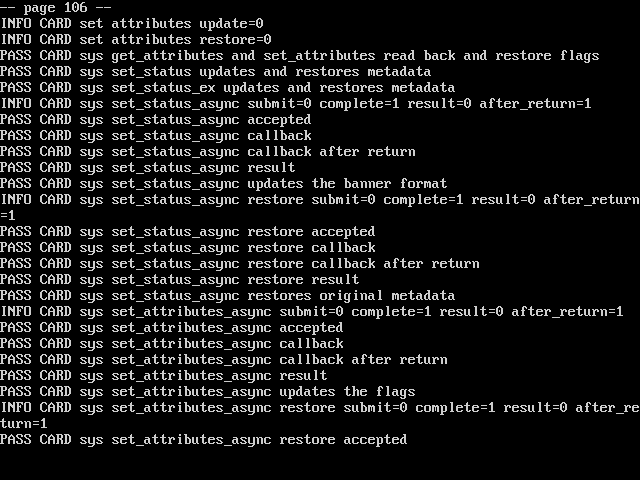 -- page 106 --
INFO CARD set attributes update=0
INFO CARD set attributes restore=0
PASS CARD sys get_attributes and set_attributes read back and restore flags
PASS CARD sys set_status updates and restores metadata
PASS CARD sys set_status_ex updates and restores metadata
INFO CARD sys set_status_async submit=0 complete=1 result=0 after_return=1
PASS CARD sys set_status_async accepted
PASS CARD sys set_status_async callback
PASS CARD sys set_status_async callback after return
PASS CARD sys set_status_async result
PASS CARD sys set_status_async updates the banner format
INFO CARD sys set_status_async restore submit=0 complete=1 result=0 after_return
=1
PASS CARD sys set_status_async restore accepted
PASS CARD sys set_status_async restore callback
PASS CARD sys set_status_async restore callback after return
PASS CARD sys set_status_async restore result
PASS CARD sys set_status_async restores original metadata
INFO CARD sys set_attributes_async submit=0 complete=1 result=0 after_return=1
PASS CARD sys set_attributes_async accepted
PASS CARD sys set_attributes_async callback
PASS CARD sys set_attributes_async callback after return
PASS CARD sys set_attributes_async result
PASS CARD sys set_attributes_async updates the flags
INFO CARD sys set_attributes_async restore submit=0 complete=1 result=0 after_re
turn=1
PASS CARD sys set_attributes_async restore accepted